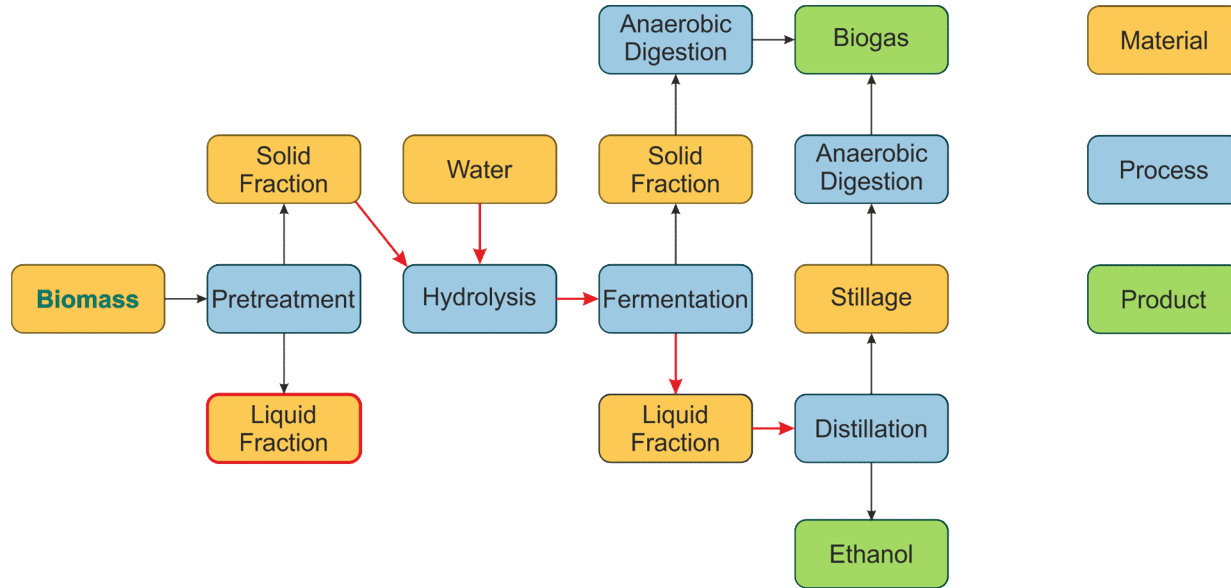 Anaerobic
Digestion
Biogas
Material
Solid
Fraction
Water
Solid
Fraction
Anaerobic
Digestion
Process
Biomass
Pretreatment
Hydrolysis
Fermentation
Stillage
Product
Liquid
Fraction
Liquid
Fraction
Distillation
Ethanol